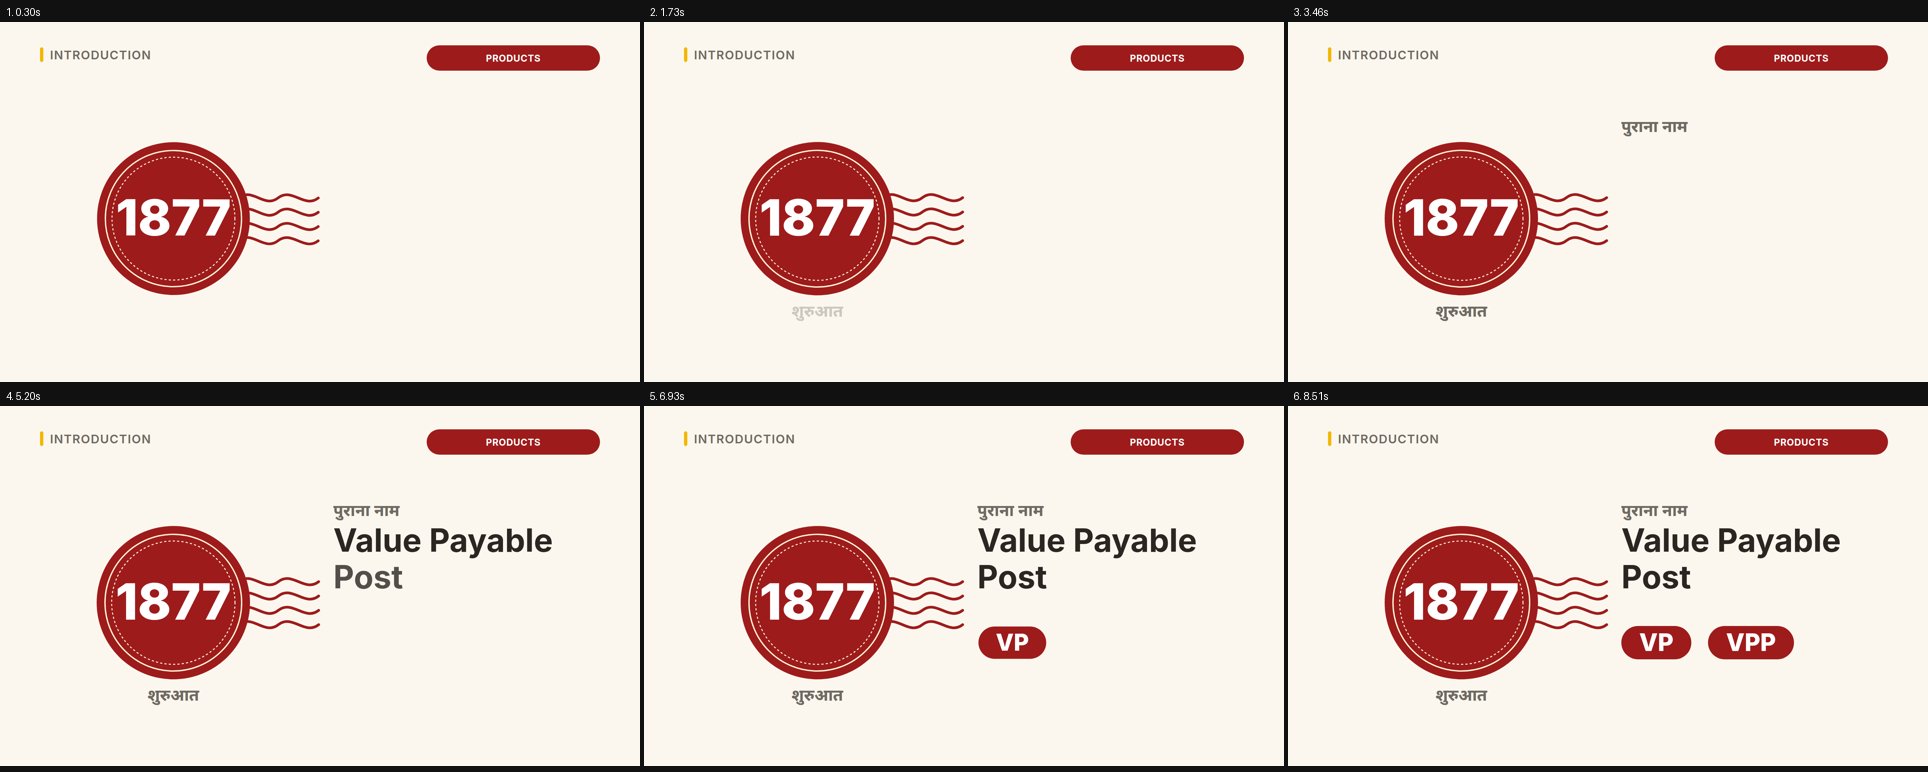 1. 0.30s
INTRODUCTION
PRODUCTS
1877
2. 1.73s
INTRODUCTION
PRODUCTS
1877
शुरुआत
3. 3.46s
INTRODUCTION
PRODUCTS
पुराना नाम
1877
शुरुआत
4. 5.20s
INTRODUCTION
PRODUCTS
पुराना नाम
Value Payable
Post
1877
शुरुआत
5. 6.93s
INTRODUCTION
PRODUCTS
पुराना नाम
Value Payable
Post
1877
VP
शुरुआत
6. 8.51s
INTRODUCTION
PRODUCTS
पुराना नाम
Value Payable
Post
1877
VP VPP
शुरुआत